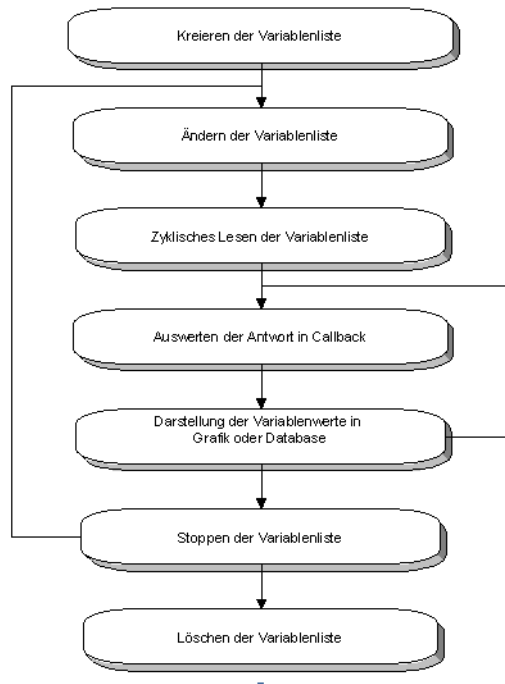 Kreieren der Variablenliste
Ändern der Variablenliste
Zyklisches Lesen der Variablenliste
Auswerten der Antwort in Callback
Darstellung der Variablenwerte in
Grafik oder Database
Stoppen der Variablenliste
Löschen der Variablenliste